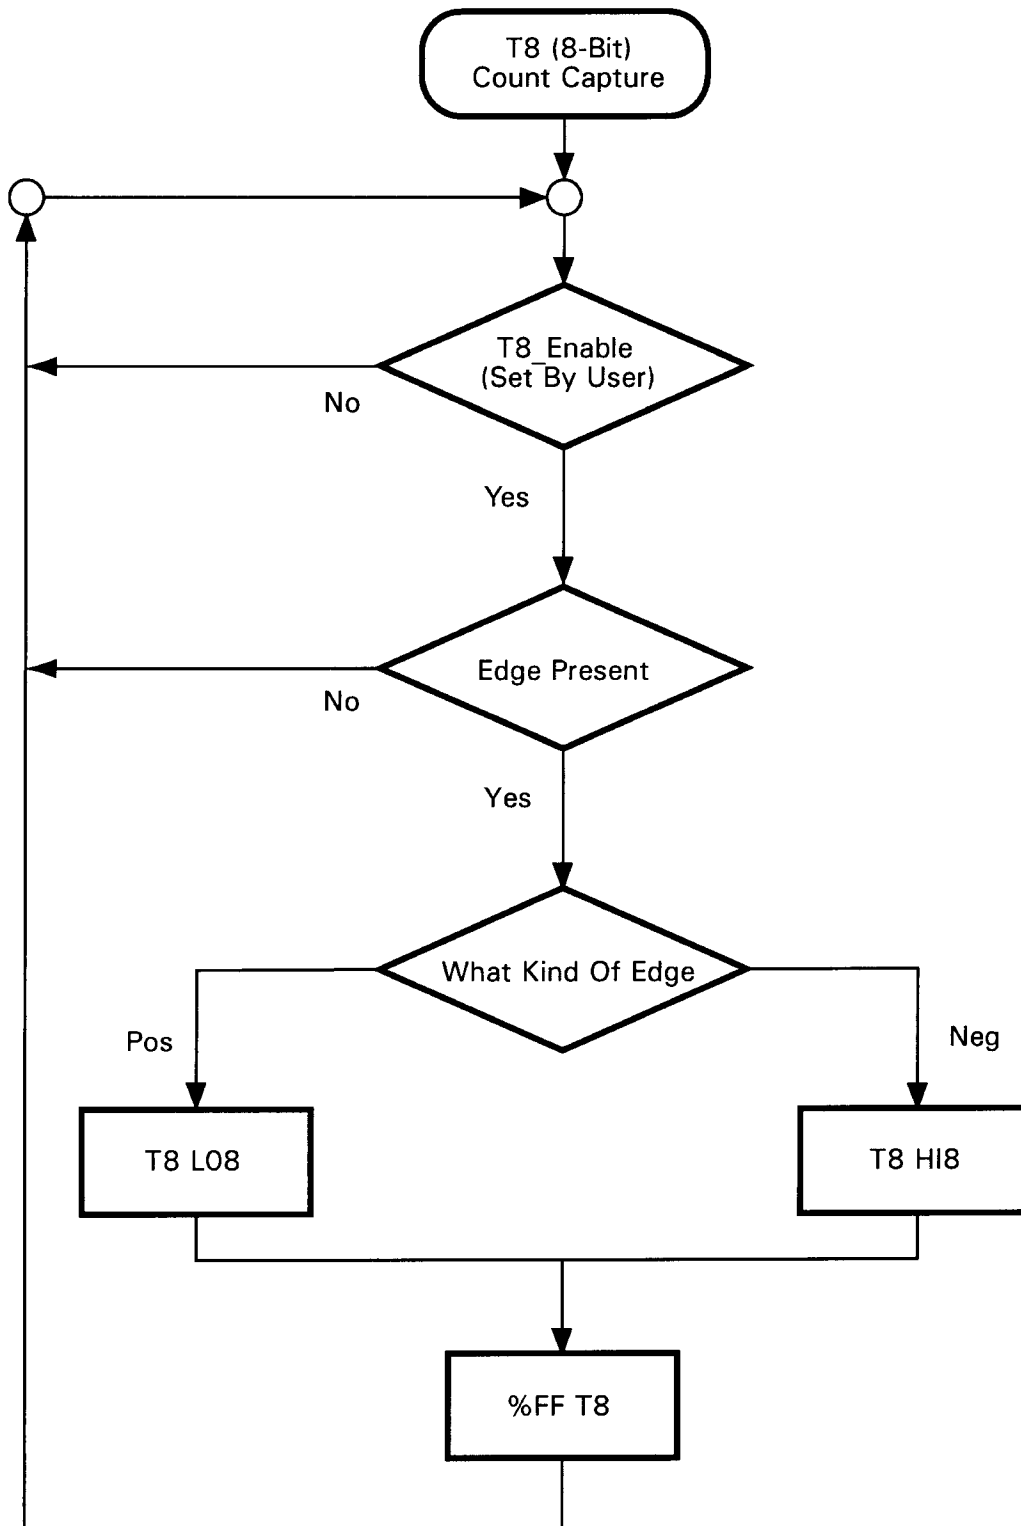 T8 (8-Bit)
Count Capture
T8_Enable
(Set By User)
No
Yes
Edge Present
No
Yes
What Kind Of Edge
Pos
Neg
T8 LO8
T8 HI8
%FF T8